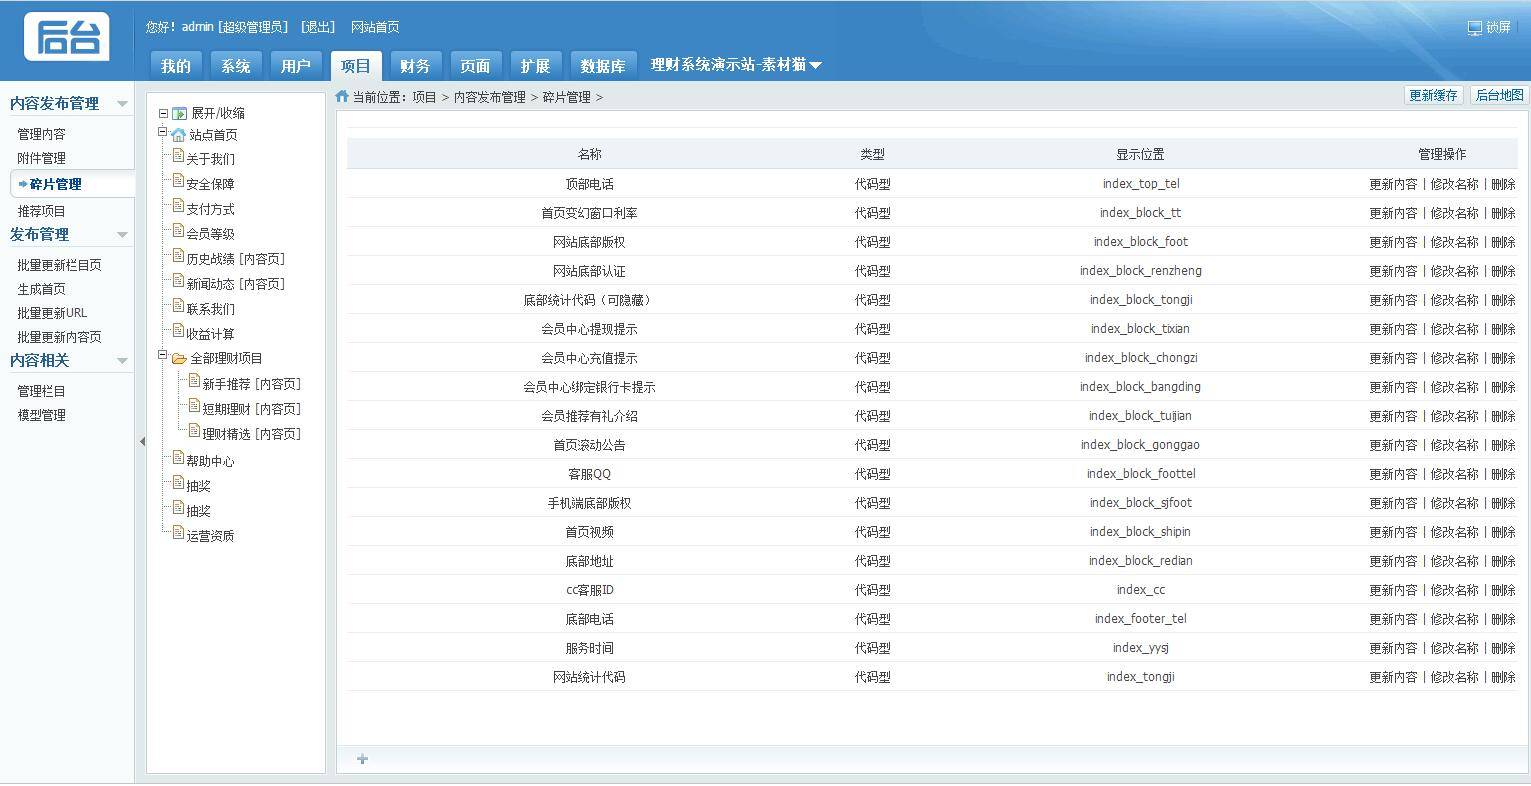 后台
您好！admin [超级管理员] [退出] 网站首页
锁屏
我的 系统 用户 项目 财务 页面 扩展 数据库 理财系统演示站-素材猫
当前位置：项目 > 内容发布管理 > 碎片管理 >
更新缓存 后台地图
内容发布管理
管理内容
附件管理
碎片管理
推荐项目
发布管理
批量更新栏目页
生成首页
批量更新URL
批量更新内容页
内容相关
管理栏目
模型管理
展开/收缩
站点首页
关于我们
安全保障
支付方式
会员等级
历史战绩 [内容页]
新闻动态 [内容页]
联系我们
收益计算
全部理财项目
新手推荐 [内容页]
短期理财 [内容页]
理财精选 [内容页]
帮助中心
抽奖
抽奖
运营资质
名称 类型 显示位置 管理操作
顶部电话 代码型 index_top_tel 更新内容 | 修改名称 | 删除
首页变幻窗口利率 代码型 index_block_tt 更新内容 | 修改名称 | 删除
网站底部版权 代码型 index_block_foot 更新内容 | 修改名称 | 删除
网站底部认证 代码型 index_block_renzheng 更新内容 | 修改名称 | 删除
底部统计代码（可隐藏） 代码型 index_block_tongji 更新内容 | 修改名称 | 删除
会员中心提现提示 代码型 index_block_tixian 更新内容 | 修改名称 | 删除
会员中心充值提示 代码型 index_block_chongzi 更新内容 | 修改名称 | 删除
会员中心绑定银行卡提示 代码型 index_block_bangding 更新内容 | 修改名称 | 删除
会员推荐有礼介绍 代码型 index_block_tuijian 更新内容 | 修改名称 | 删除
首页滚动公告 代码型 index_block_gonggao 更新内容 | 修改名称 | 删除
客服QQ 代码型 index_block_foottel 更新内容 | 修改名称 | 删除
手机端底部版权 代码型 index_block_sjfoot 更新内容 | 修改名称 | 删除
首页视频 代码型 index_block_shipin 更新内容 | 修改名称 | 删除
底部地址 代码型 index_block_redian 更新内容 | 修改名称 | 删除
cc客服ID 代码型 index_cc 更新内容 | 修改名称 | 删除
底部电话 代码型 index_footer_tel 更新内容 | 修改名称 | 删除
服务时间 代码型 index_yysj 更新内容 | 修改名称 | 删除
网站统计代码 代码型 index_tongji 更新内容 | 修改名称 | 删除